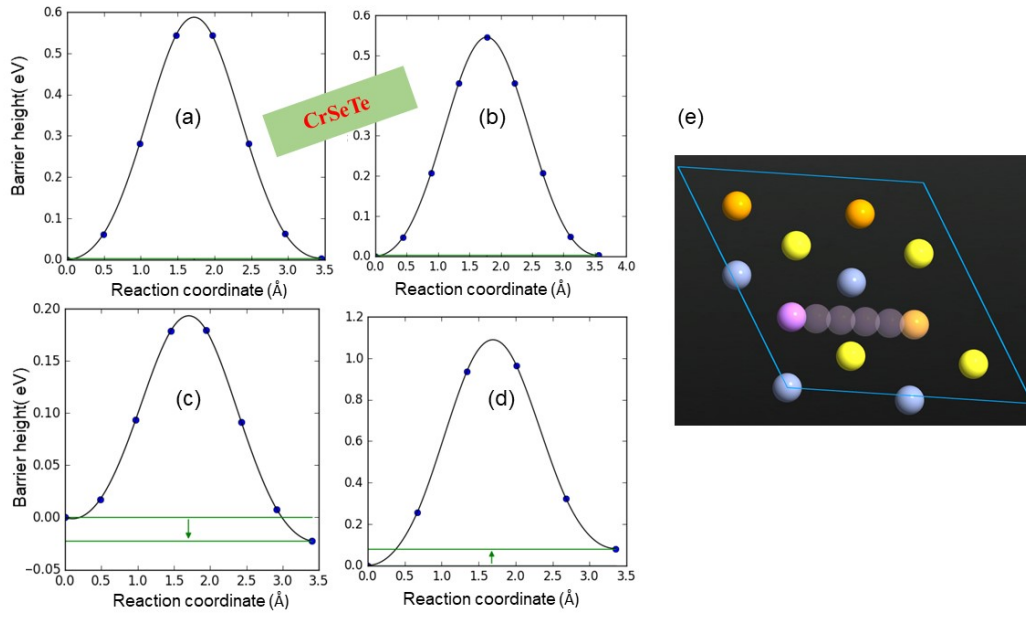 (a)
Barrier height( eV)
0.6
0.5
0.4
0.3
0.2
0.1
0.0
0.0 0.5 1.0 1.5 2.0 2.5 3.0 3.5
Reaction coordinate (Å)
CrSeTe
(b)
0.6
0.5
0.4
0.3
0.2
0.1
0.0
0.0 0.5 1.0 1.5 2.0 2.5 3.0 3.5 4.0
Reaction coordinate (Å)
(e)
(c)
Barrier height (eV)
0.20
0.15
0.10
0.05
0.00
−0.05
0.0 0.5 1.0 1.5 2.0 2.5 3.0 3.5
Reaction coordinate (Å)
(d)
1.2
1.0
0.8
0.6
0.4
0.2
0.0
0.0 0.5 1.0 1.5 2.0 2.5 3.0 3.5
Reaction coordinate (Å)